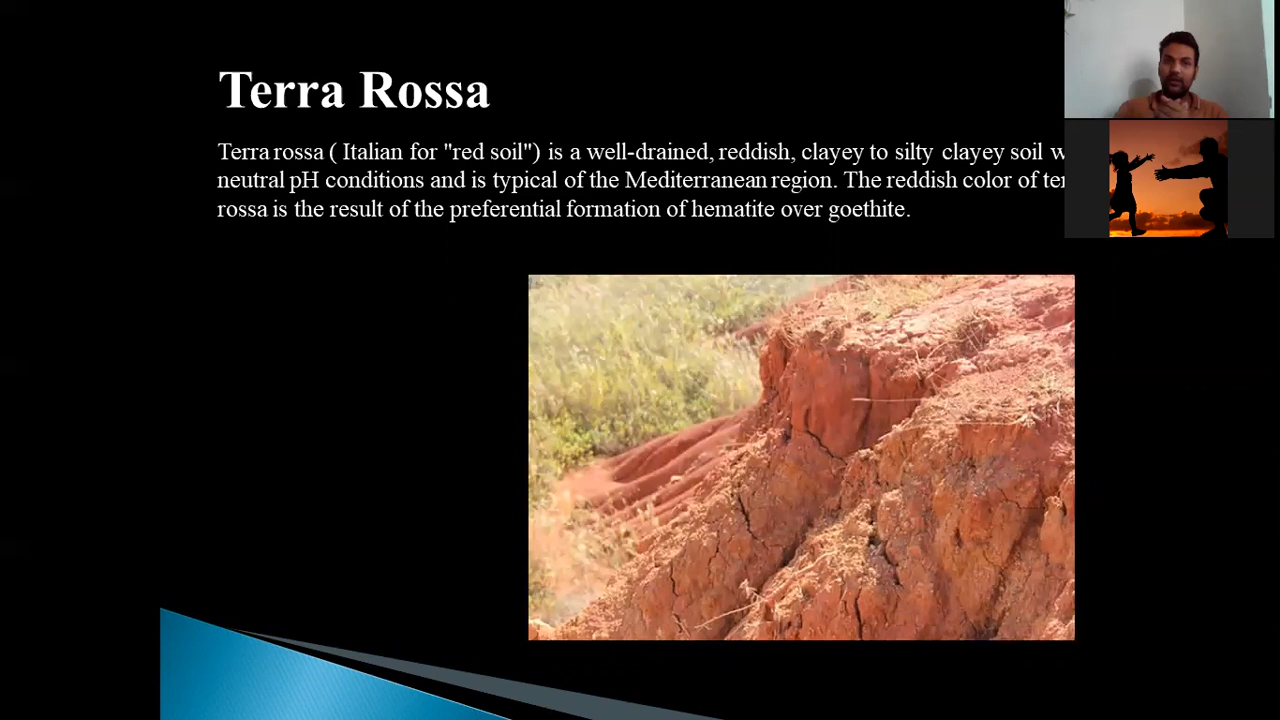 Terra Rossa
Terra rossa ( Italian for "red soil") is a well-drained, reddish, clayey to silty clayey soil
neutral pH conditions and is typical of the Mediterranean region. The reddish color of
rossa is the result of the preferential formation of hematite over goethite.